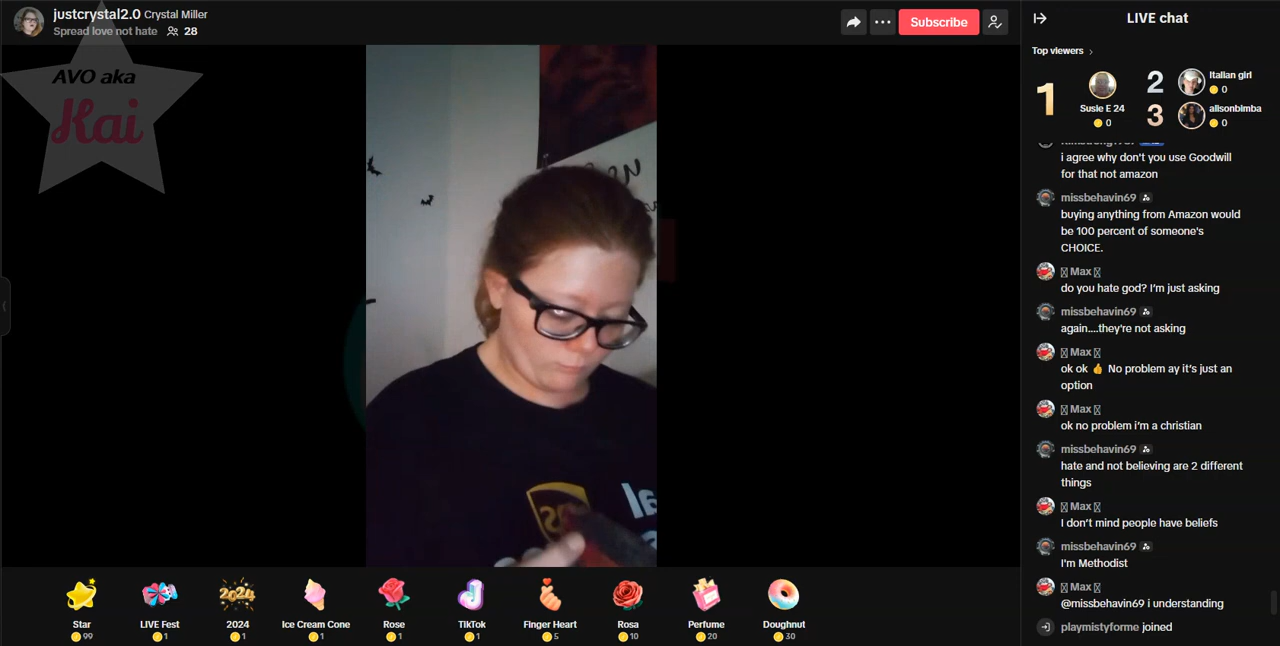 justcrystal2.0 Crystal Miller
Spread love not hate 28
Subscribe
AVO aka
Kai
LIVE chat
Top viewers
1
Susie E 24
0
2
Italian girl
0
3
alisonbimba
0
i agree why don't you use Goodwill
for that not amazon
missbehavin69
buying anything from Amazon would
be 100 percent of someone's
CHOICE.
Max
do you hate god? I'm just asking
missbehavin69
again....they're not asking
Max
ok ok 👍 No problem ay it's just an
option
Max
ok no problem i'm a christian
missbehavin69
hate and not believing are 2 different
things
Max
I don't mind people have beliefs
missbehavin69
I'm Methodist
Max
@missbehavin69 i understanding
playmistyforme joined
2024
Star
99
LIVE Fest
1
2024
1
Ice Cream Cone
1
Rose
1
TikTok
1
Finger Heart
5
Rosa
10
Perfume
20
Doughnut
30